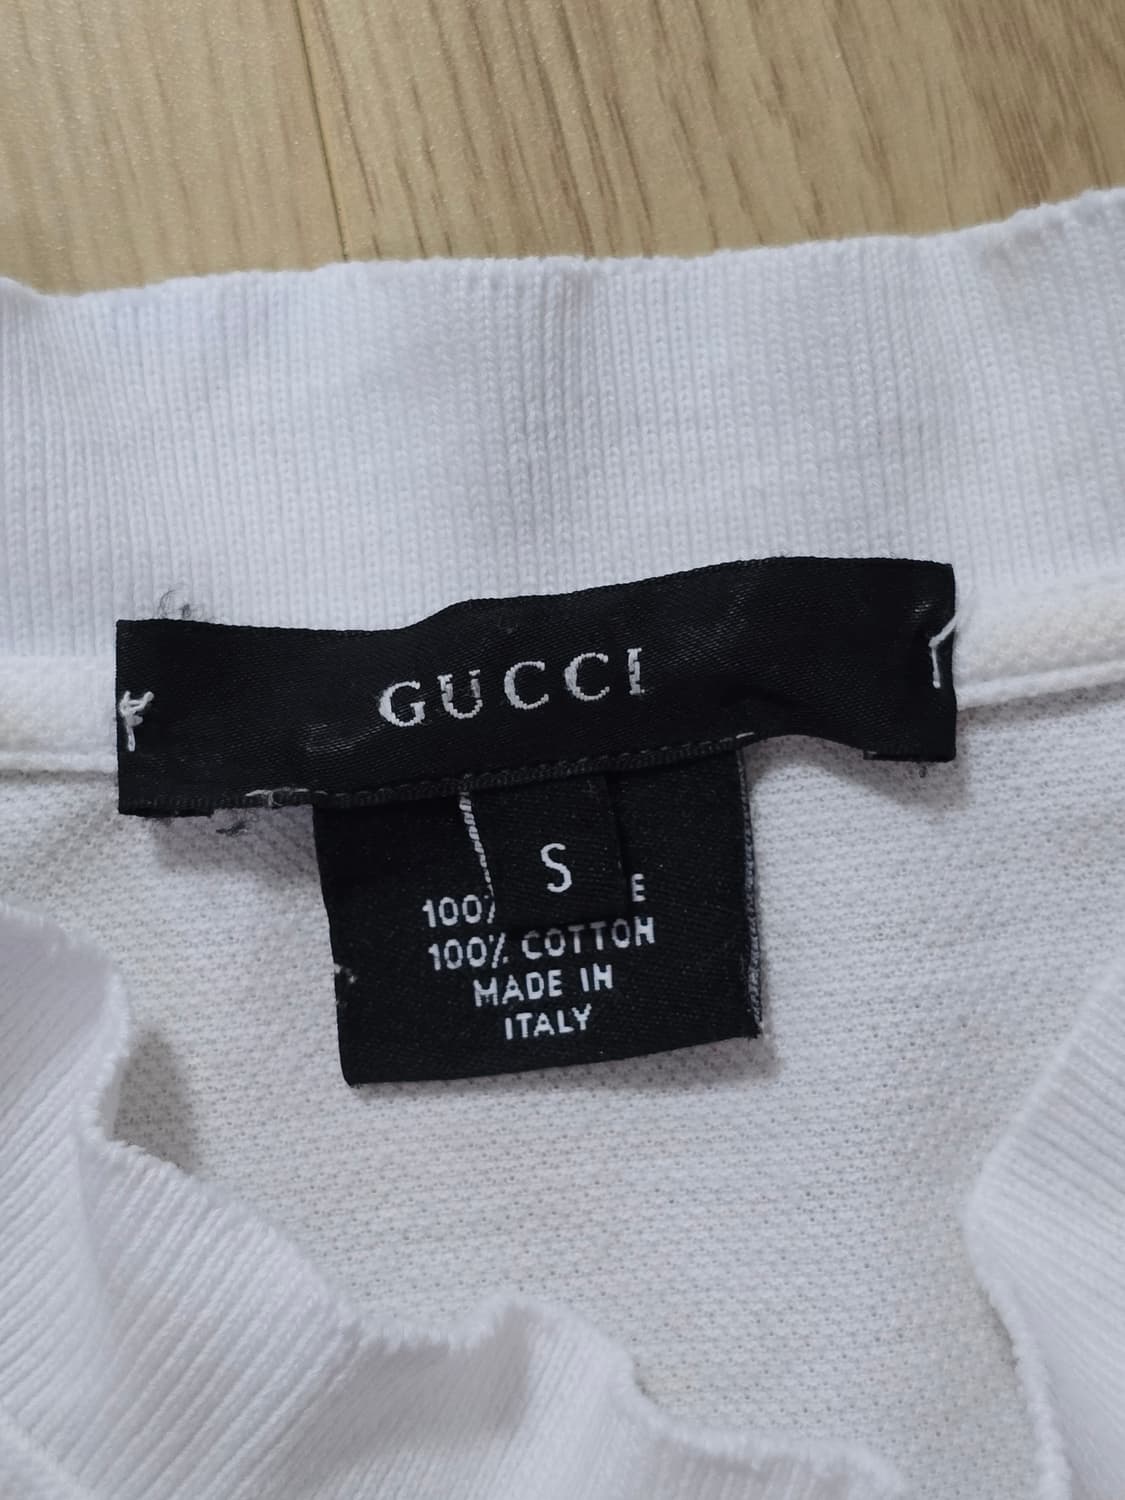 GUCCI
S
100% E
100% COTTON
MADE IN
ITALY